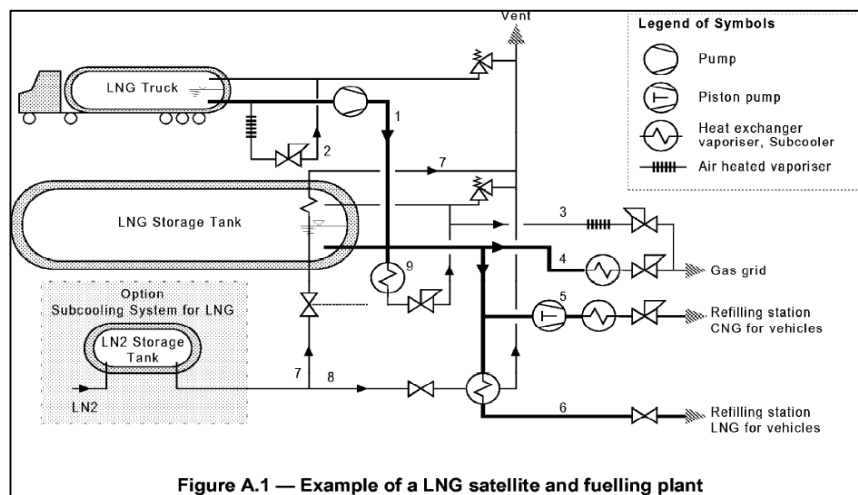 Vent
Legend of Symbols
Pump
Piston pump
Heat exchanger
vaporiser, Subcooler
Air heated vaporiser
LNG Truck
1
2
7
LNG Storage Tank
3
4
Gas grid
9
5
Refilling station
CNG for vehicles
Option
Subcooling System for LNG
LN2 Storage
Tank
LN2
7
8
6
Refilling station
LNG for vehicles
Figure A.1 — Example of a LNG satellite and fuelling plant